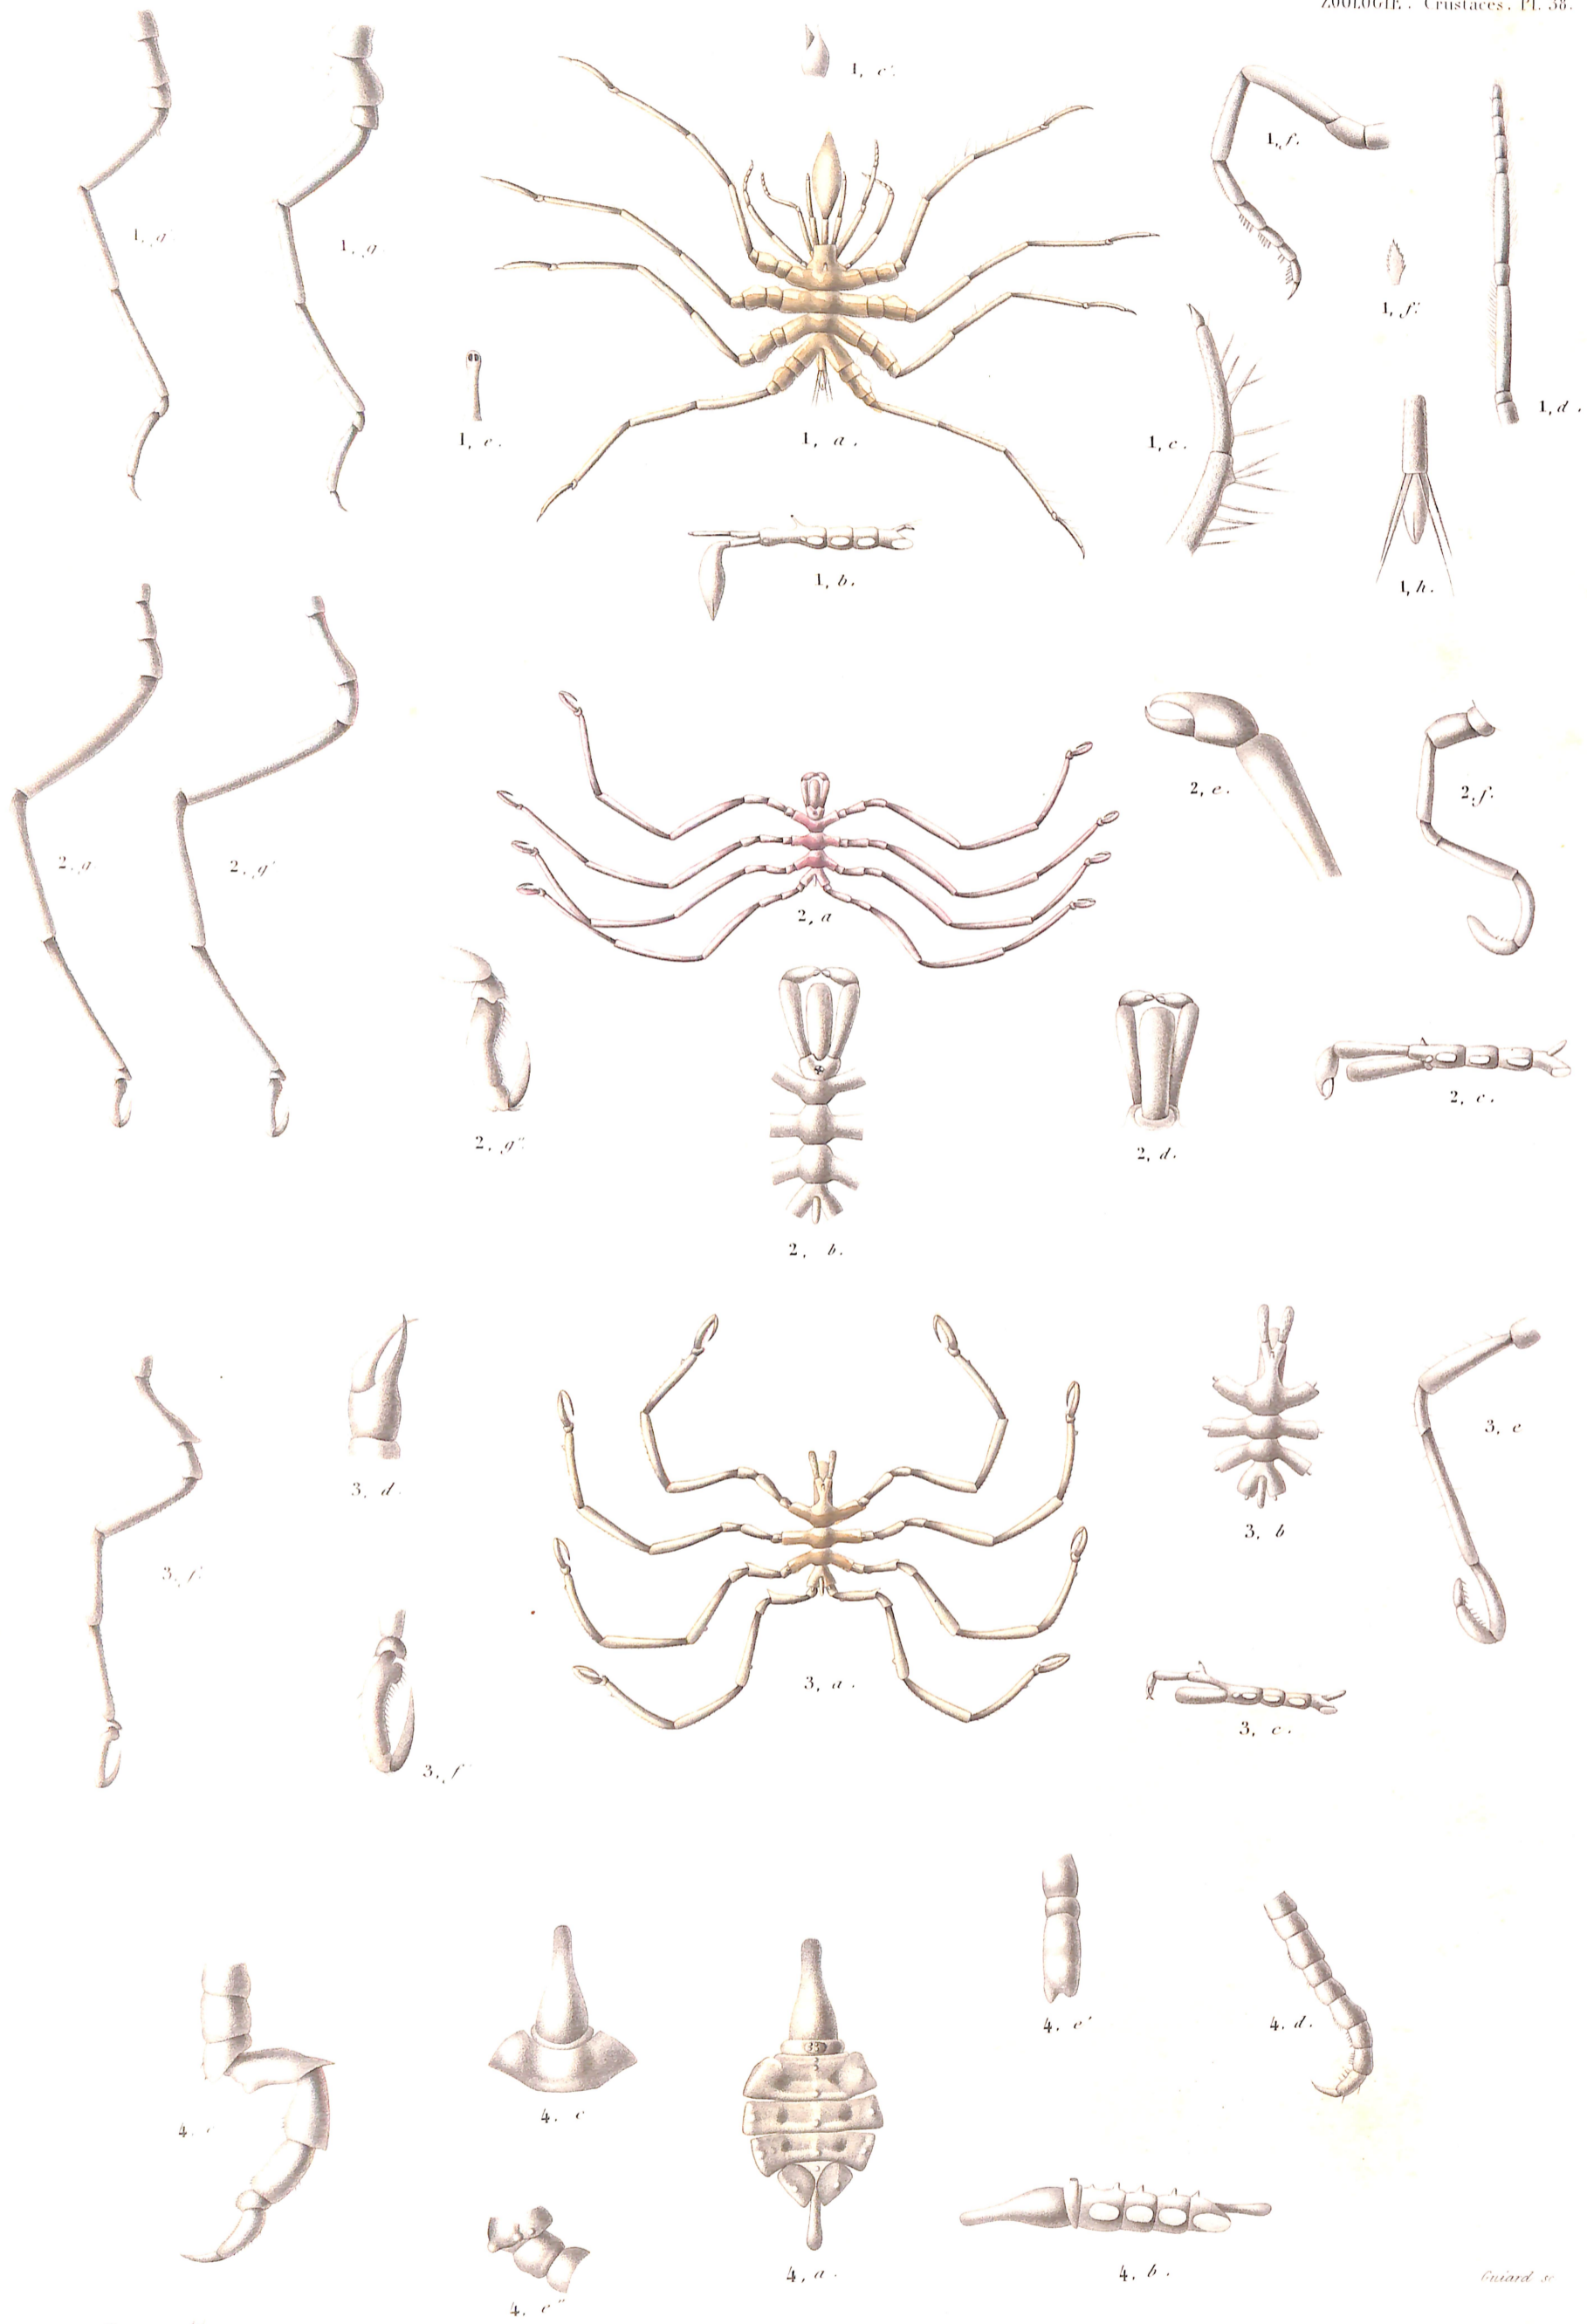 ZOOLOGIE. Crustacés. Pl. 38.
1, c'.
1, f.
1, g'
1, g
1, f'.
1, e.
1, a.
1, c.
1, d.
1, b.
1, h.
2, e.
2, f.
2, g
2, g'
2, a
2, g''
2, d.
2, c.
2, b.
3, e
3, d.
3, b
3, f.
3, a.
3, c.
3, f'
4, e'
4, d.
4, c
4, e''
4, a.
4, b.
Guiard sc